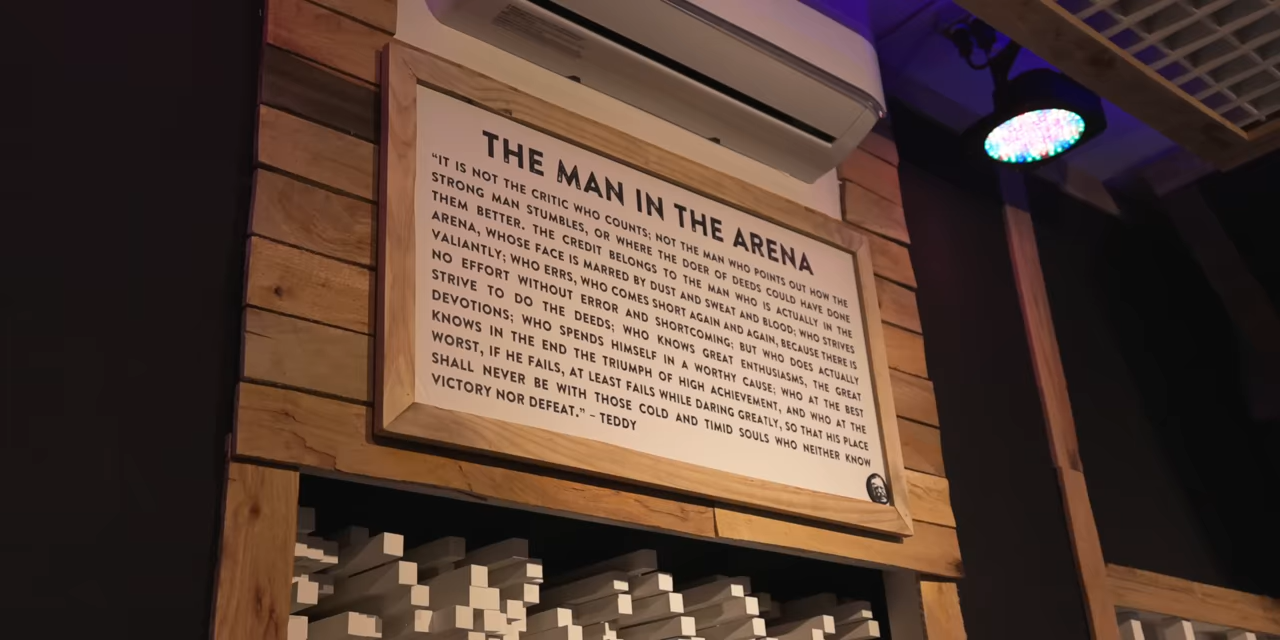 THE MAN IN THE ARENA
“IT IS NOT THE CRITIC WHO COUNTS; NOT THE MAN WHO POINTS OUT HOW THE
STRONG MAN STUMBLES, OR WHERE THE DOER OF DEEDS COULD HAVE DONE
THEM BETTER. THE CREDIT BELONGS TO THE MAN WHO IS ACTUALLY IN THE
ARENA, WHOSE FACE IS MARRED BY DUST AND SWEAT AND BLOOD; WHO STRIVES
VALIANTLY; WHO ERRS, WHO COMES SHORT AGAIN AND AGAIN, BECAUSE THERE IS
NO EFFORT WITHOUT ERROR AND SHORTCOMING; BUT WHO DOES ACTUALLY
STRIVE TO DO THE DEEDS; WHO KNOWS GREAT ENTHUSIASMS, THE GREAT
DEVOTIONS; WHO SPENDS HIMSELF IN A WORTHY CAUSE; WHO AT THE BEST
KNOWS IN THE END THE TRIUMPH OF HIGH ACHIEVEMENT, AND WHO AT THE
WORST, IF HE FAILS, AT LEAST FAILS WHILE DARING GREATLY, SO THAT HIS PLACE
SHALL NEVER BE WITH THOSE COLD AND TIMID SOULS WHO NEITHER KNOW
VICTORY NOR DEFEAT.” – TEDDY